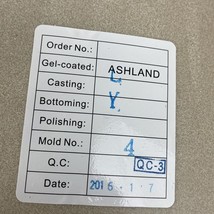 Order No.:
Gel-coated: ASHLAND
Casting: L
Bottoming: Y.
Polishing:
Mold No.: 4
Q.C: QC-3
Date: 2016.1.7